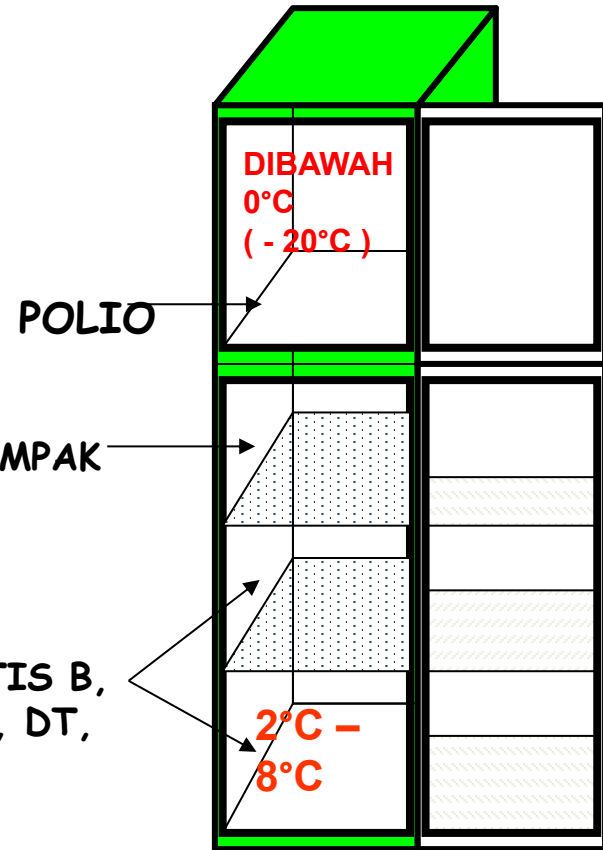 DIBAWAH
0°C
( - 20°C )
POLIO
MPAK
TIS B,
, DT,
2°C –
8°C